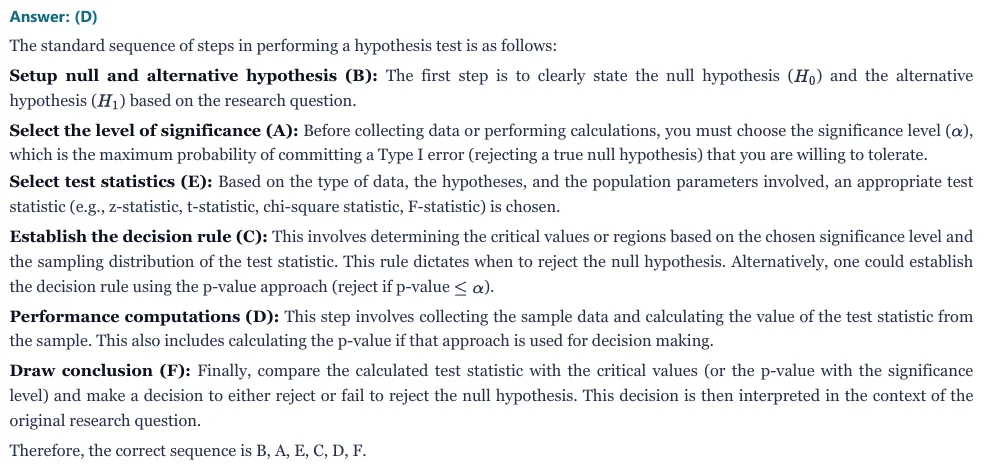 Answer: (D)
The standard sequence of steps in performing a hypothesis test is as follows:
Setup null and alternative hypothesis (B): The first step is to clearly state the null hypothesis (H₀) and the alternative
hypothesis (H₁) based on the research question.
Select the level of significance (A): Before collecting data or performing calculations, you must choose the significance level (α),
which is the maximum probability of committing a Type I error (rejecting a true null hypothesis) that you are willing to tolerate.
Select test statistics (E): Based on the type of data, the hypotheses, and the population parameters involved, an appropriate test
statistic (e.g., z-statistic, t-statistic, chi-square statistic, F-statistic) is chosen.
Establish the decision rule (C): This involves determining the critical values or regions based on the chosen significance level and
the sampling distribution of the test statistic. This rule dictates when to reject the null hypothesis. Alternatively, one could establish
the decision rule using the p-value approach (reject if p-value ≤ α).
Performance computations (D): This step involves collecting the sample data and calculating the value of the test statistic from
the sample. This also includes calculating the p-value if that approach is used for decision making.
Draw conclusion (F): Finally, compare the calculated test statistic with the critical values (or the p-value with the significance
level) and make a decision to either reject or fail to reject the null hypothesis. This decision is then interpreted in the context of the
original research question.
Therefore, the correct sequence is B, A, E, C, D, F.